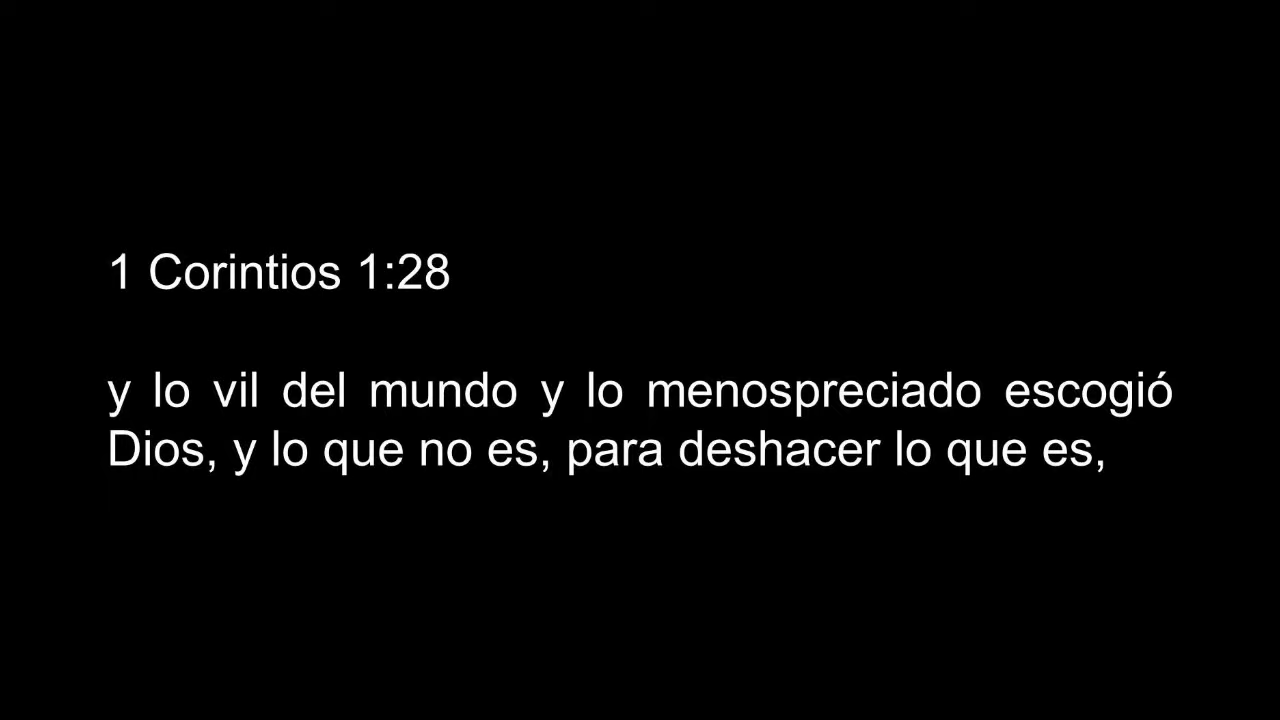 1 Corintios 1:28
y lo vil del mundo y lo menospreciado escogió
Dios, y lo que no es, para deshacer lo que es,